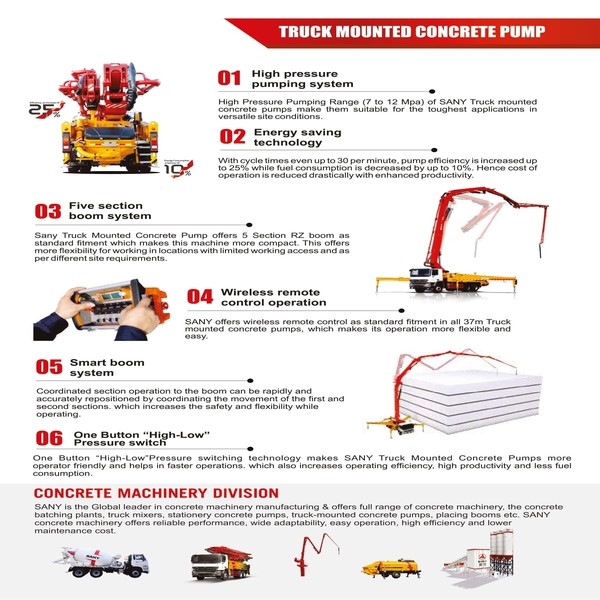 TRUCK MOUNTED CONCRETE PUMP
01 High pressure
pumping system
25%
10%
High Pressure Pumping Range (7 to 12 Mpa) of SANY Truck mounted
concrete pumps make them suitable for the toughest applications in
versatile site conditions.
02 Energy saving
technology
With cycle times even up to 30 per minute, pump efficiency is increased up
to 25% while fuel consumption is decreased by up to 10%. Hence cost of
operation is reduced drastically with enhanced productivity.
03 Five section
boom system
Sany Truck Mounted Concrete Pump offers 5 Section RZ boom as
standard fitment which makes this machine more compact. This offers
more flexibility for working in locations with limited working access and as
per different site requirements.
04 Wireless remote
control operation
SANY offers wireless remote control as standard fitment in all 37m Truck
mounted concrete pumps, which makes its operation more flexible and
easy.
05 Smart boom
system
Coordinated section operation to the boom can be rapidly and
accurately repositioned by coordinating the movement of the first and
second sections. which increases the safety and flexibility while
operating.
06 One Button “High-Low”
Pressure switch
One Button “High-Low”Pressure switching technology makes SANY Truck Mounted Concrete Pumps more
operator friendly and helps in faster operations. which also increases operating efficiency, high productivity and less fuel
consumption.
CONCRETE MACHINERY DIVISION
SANY is the Global leader in concrete machinery manufacturing & offers full range of concrete machinery, the concrete
batching plants, truck mixers, stationery concrete pumps, truck-mounted concrete pumps, placing booms etc. SANY
concrete machinery offers reliable performance, wide adaptability, easy operation, high efficiency and lower
maintenance cost.
SANY